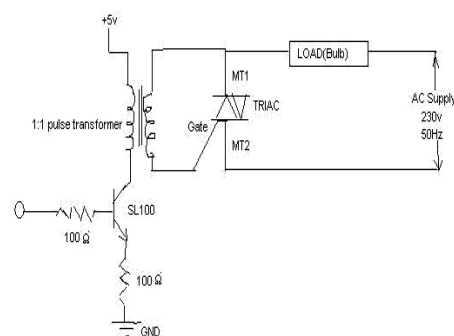 +5v
LOAD(Bulb)
MT1
TRIAC
AC Supply
230v
50Hz
1:1 pulse transformer
Gate
MT2
SL100
100 Ω
100 Ω
GND